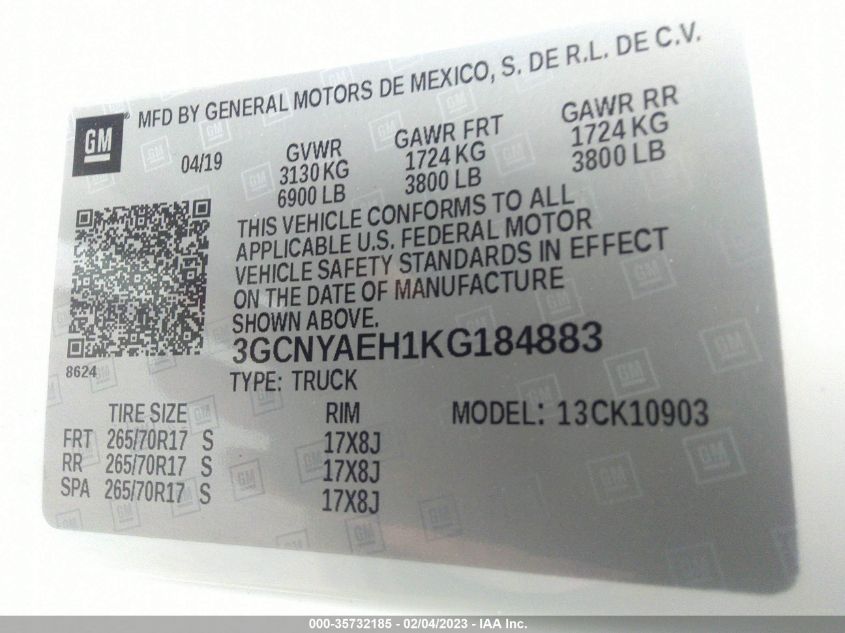 MFD BY GENERAL MOTORS DE MEXICO, S. DE R.L. DE C.V.
GM
04/19
GVWR
3130 KG
6900 LB
GAWR FRT
1724 KG
3800 LB
GAWR RR
1724 KG
3800 LB
THIS VEHICLE CONFORMS TO ALL
APPLICABLE U.S. FEDERAL MOTOR
VEHICLE SAFETY STANDARDS IN EFFECT
ON THE DATE OF MANUFACTURE
SHOWN ABOVE.
3GCNYAEH1KG184883
8624
TYPE: TRUCK
TIRE SIZE RIM MODEL: 13CK10903
FRT 265/70R17 S 17X8J
RR 265/70R17 S 17X8J
SPA 265/70R17 S 17X8J
000-35732185 - 02/04/2023 - IAA Inc.